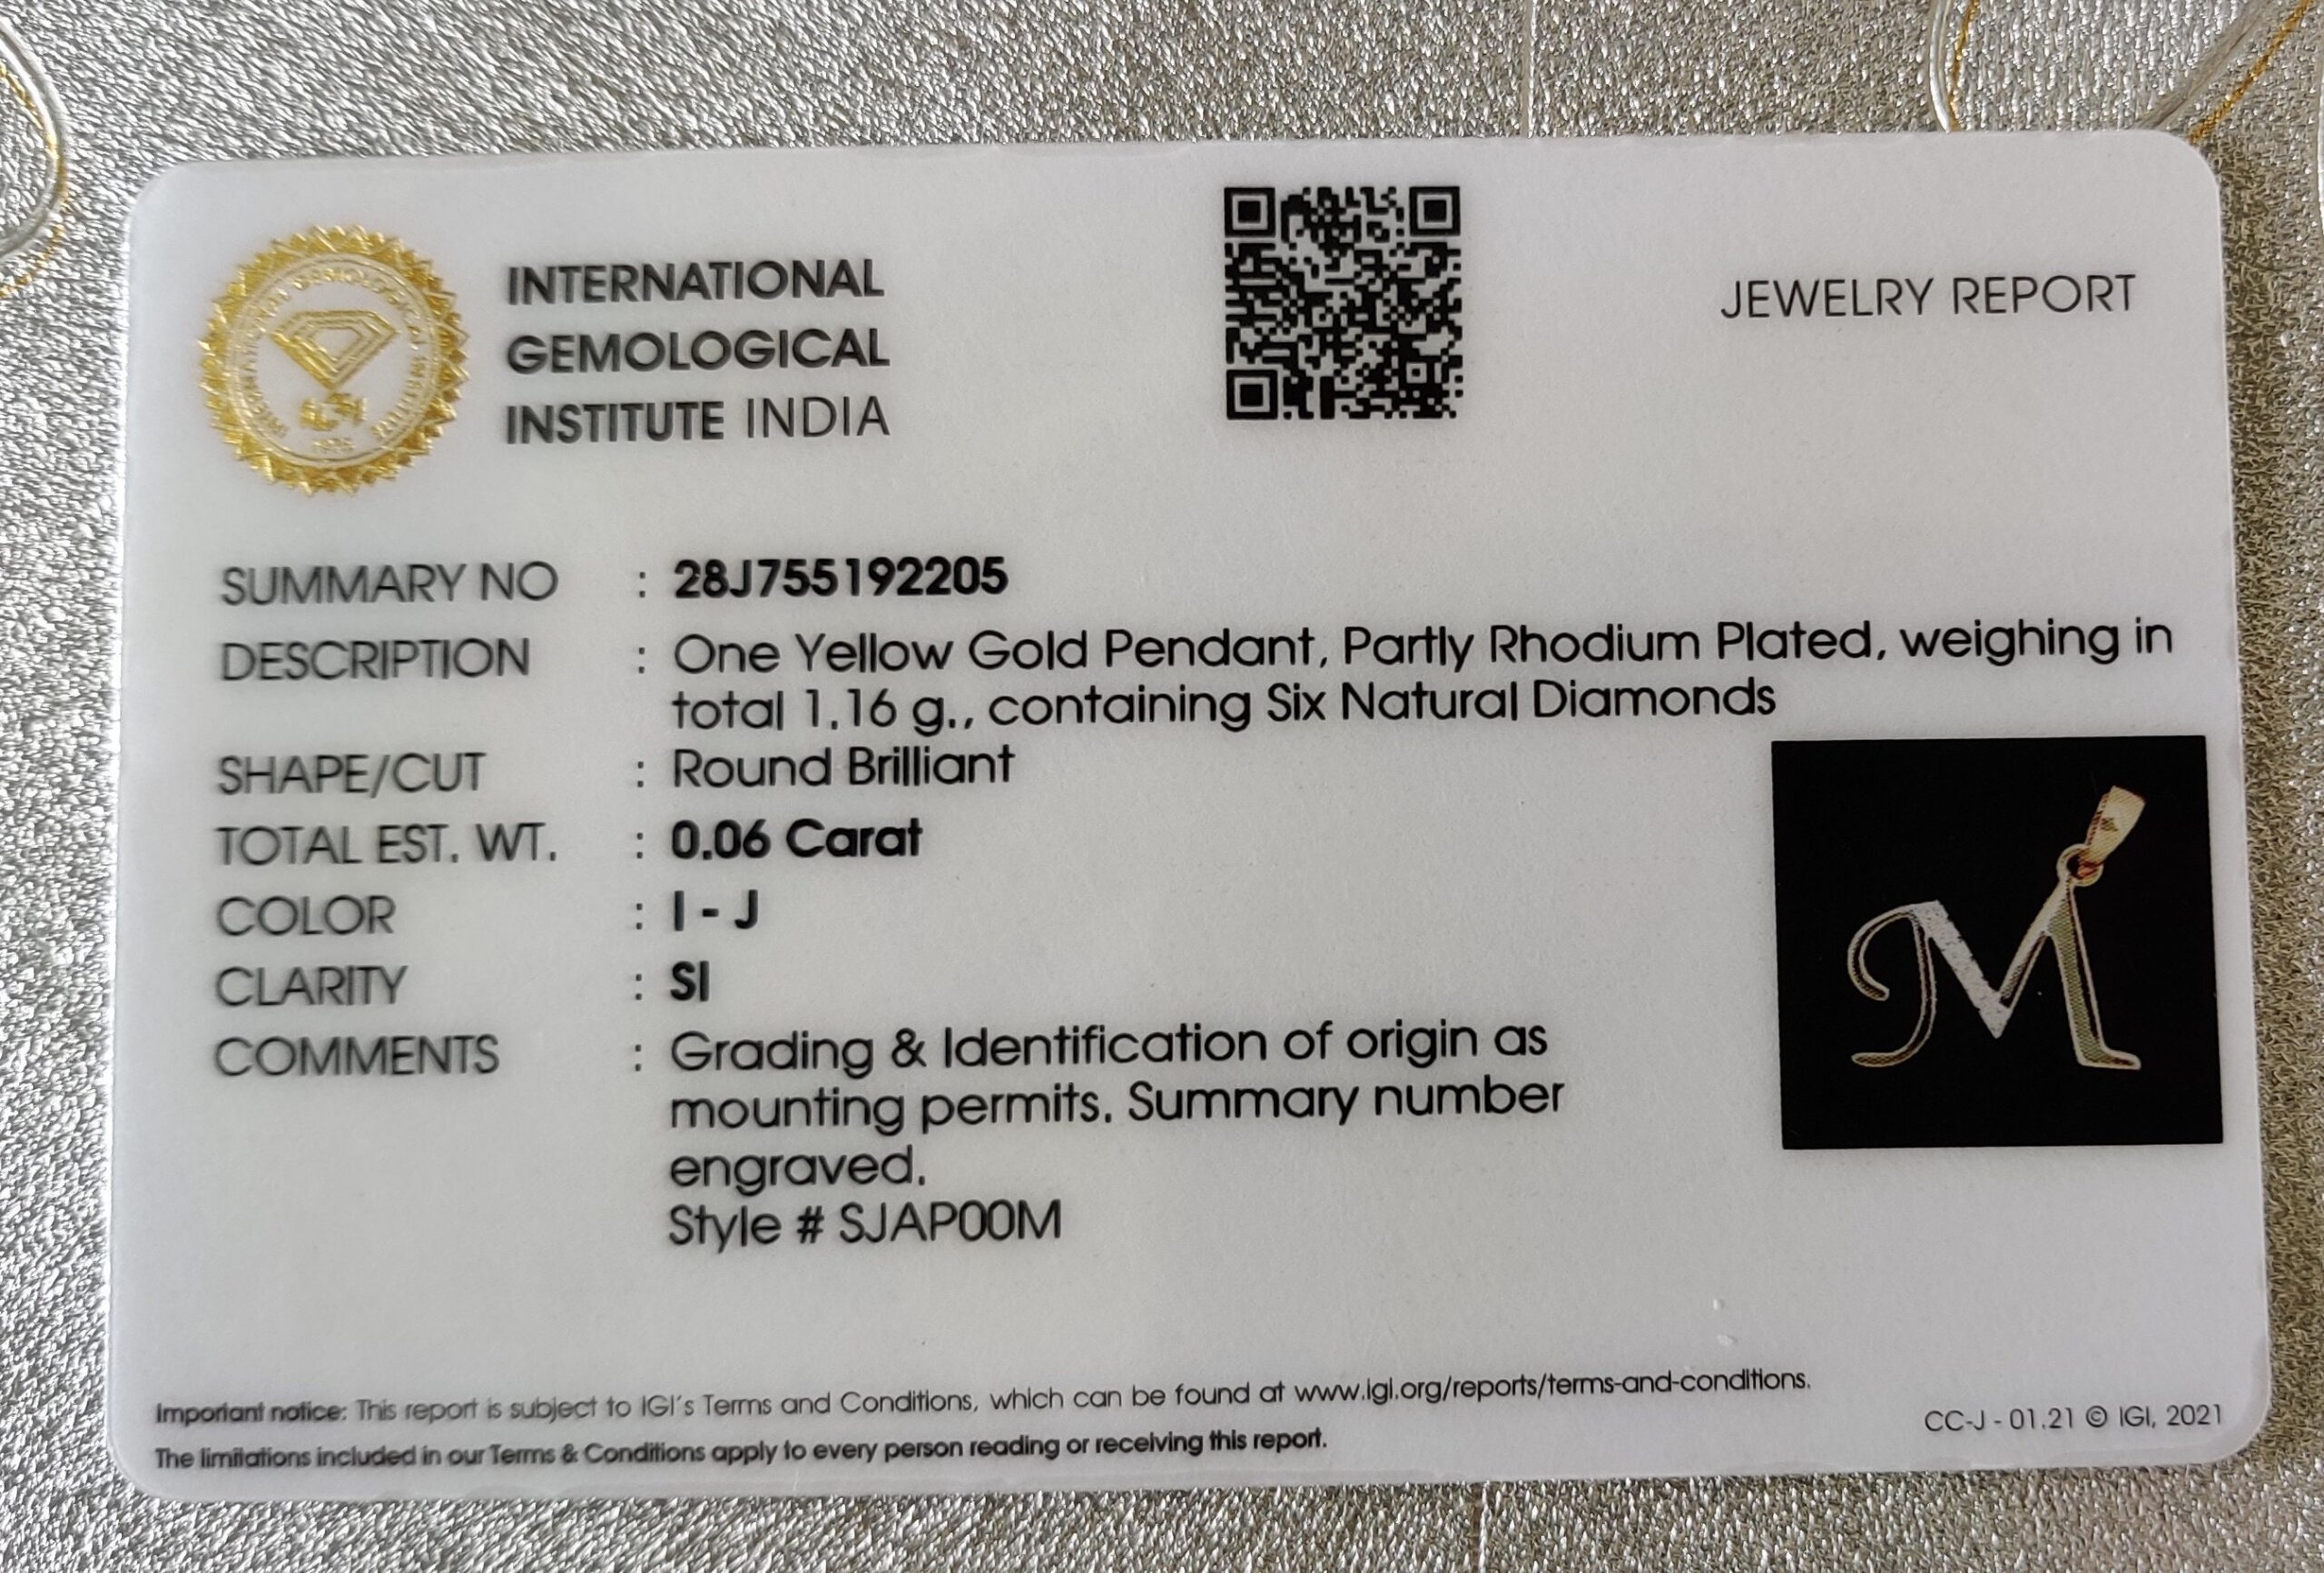 INTERNATIONAL
GEMOLOGICAL
INSTITUTE INDIA
JEWELRY REPORT
SUMMARY NO : 28J755192205
DESCRIPTION : One Yellow Gold Pendant, Partly Rhodium Plated, weighing in
total 1.16 g., containing Six Natural Diamonds
SHAPE/CUT : Round Brilliant
TOTAL EST. WT. : 0.06 Carat
COLOR : I - J
CLARITY : SI
COMMENTS : Grading & Identification of origin as
mounting permits. Summary number
engraved.
Style # SJAP00M
M
Important notice: This report is subject to IGI's Terms and Conditions, which can be found at www.igi.org/reports/terms-and-conditions.
The limitations included in our Terms & Conditions apply to every person reading or receiving this report.
CC-J - 01.21 © IGI, 2021